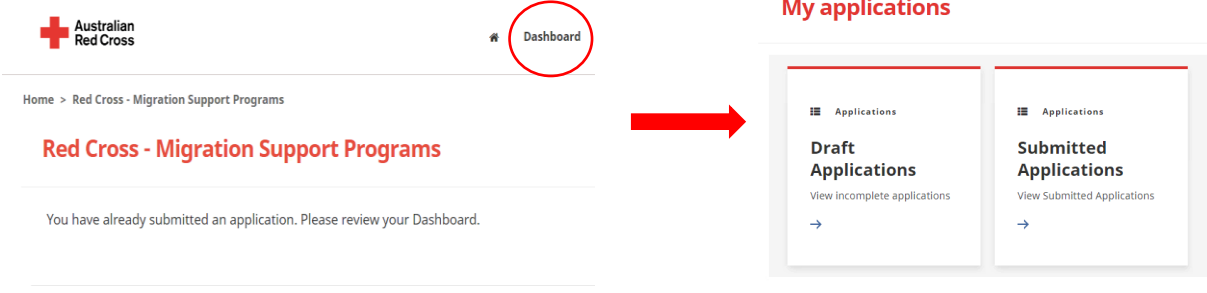 Australian
Red Cross
Dashboard
Home > Red Cross - Migration Support Programs
Red Cross - Migration Support Programs
You have already submitted an application. Please review your Dashboard.
My applications
Applications
Draft
Applications
View incomplete applications
Applications
Submitted
Applications
View Submitted Applications